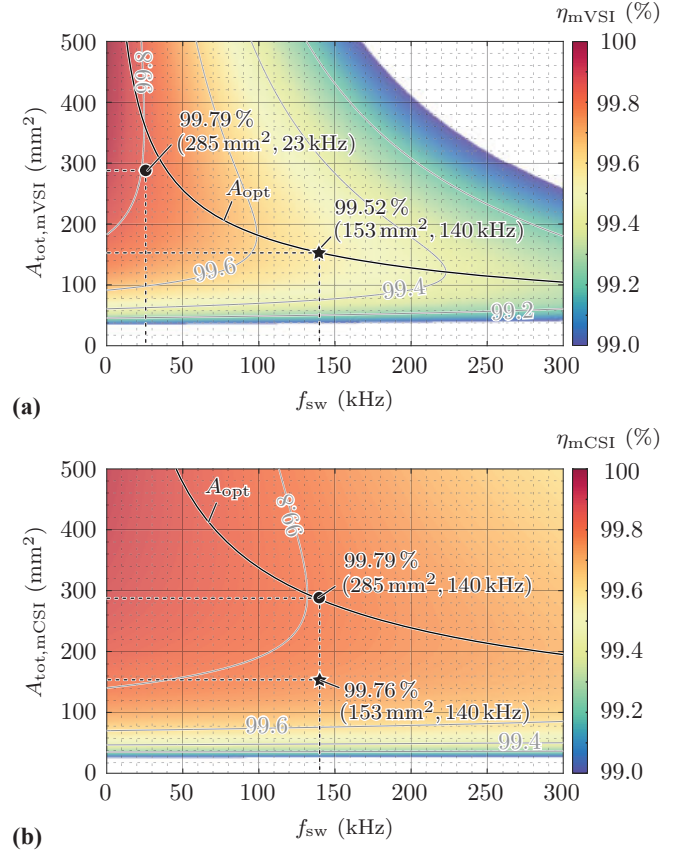 η_mVSI (%)
500
400
300
200
100
0
A_tot,mVSI (mm²)
99.8
99.79 %
(285 mm², 23 kHz)
A_opt
99.52 %
(153 mm², 140 kHz)
99.6
99.4
99.2
100
99.8
99.6
99.4
99.2
99.0
0 50 100 150 200 250 300
f_sw (kHz)
(a)
η_mCSI (%)
500
400
300
200
100
0
A_tot,mCSI (mm²)
A_opt
99.8
99.79 %
(285 mm², 140 kHz)
99.76 %
(153 mm², 140 kHz)
99.6
99.4
100
99.8
99.6
99.4
99.2
99.0
0 50 100 150 200 250 300
f_sw (kHz)
(b)